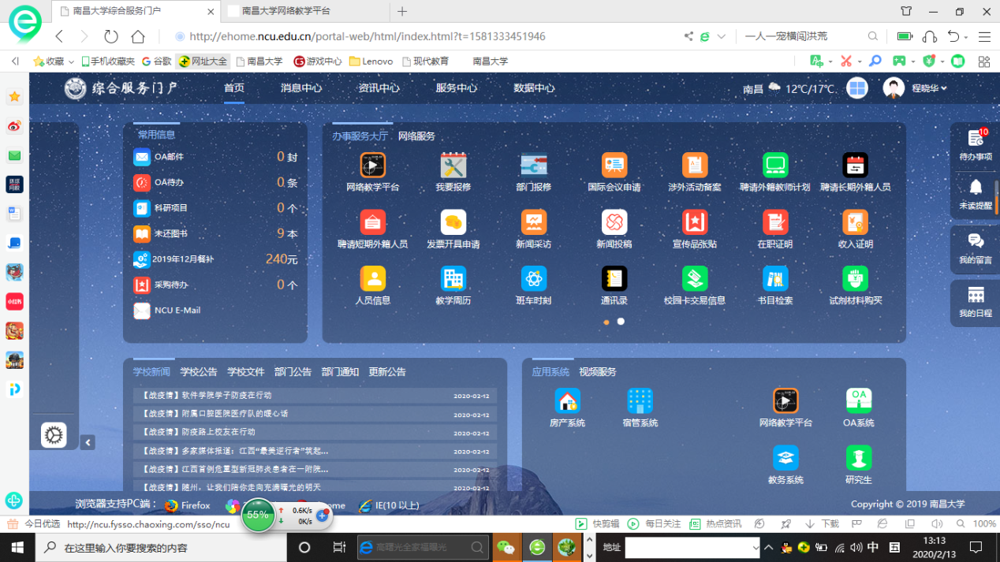 南昌大学综合服务门户
南昌大学网络教学平台
http://ehome.ncu.edu.cn/portal-web/html/index.html?t=1581333451946
一人一宠横闯洪荒
收藏 手机收藏夹 谷歌 网址大全 南昌大学 游戏中心 Lenovo 现代教育 南昌大学
综合服务门户 首页 消息中心 资讯中心 服务中心 数据中心 南昌 12℃/17℃ 程晓华
常用信息
OA邮件 0 封
OA待办 0 条
科研项目 0 个
未还图书 9 本
2019年12月餐补 240元
采购待办 0 个
NCU E-Mail
办事服务大厅 网络服务
网络教学平台 我要报修 部门报修 国际会议申请 涉外活动备案 聘请外籍教师计划 聘请长期外籍人员
聘请短期外籍人员 发票开具申请 新闻采访 新闻投稿 宣传品张贴 在职证明 收入证明
人员信息 教学周历 班车时刻 通讯录 校园卡交易信息 书目检索 试剂材料购买
10
待办事项
未读提醒
我的留言
我的日程
学校新闻 学校公告 学校文件 部门公告 部门通知 更新公告
【战疫情】软件学院学子防疫在行动 2020-02-12
【战疫情】附属口腔医院医疗队的暖心话 2020-02-12
【战疫情】防疫路上校友在行动 2020-02-12
【战疫情】多家媒体报道：江西“最美逆行者”筑起... 2020-02-12
【战疫情】江西首例危重型新冠肺炎患者在一附院... 2020-02-12
【战疫情】随州，让我们陪你走向充满曙光的明天 2020-02-12
应用系统 视频服务
房产系统 宿管系统 网络教学平台 OA系统
教务系统 研究生
浏览器支持PC端： Firefox ome IE(10 以上)
Copyright © 2019 南昌大学
55% 0.6K/s
0K/s
今日优选 http://ncu.fysso.chaoxing.com/sso/ncu 快剪辑 每日关注 热点资讯 下载 100%
在这里输入你要搜索的内容 高曙光全家福曝光 地址 中 五
13:13
2020/2/13